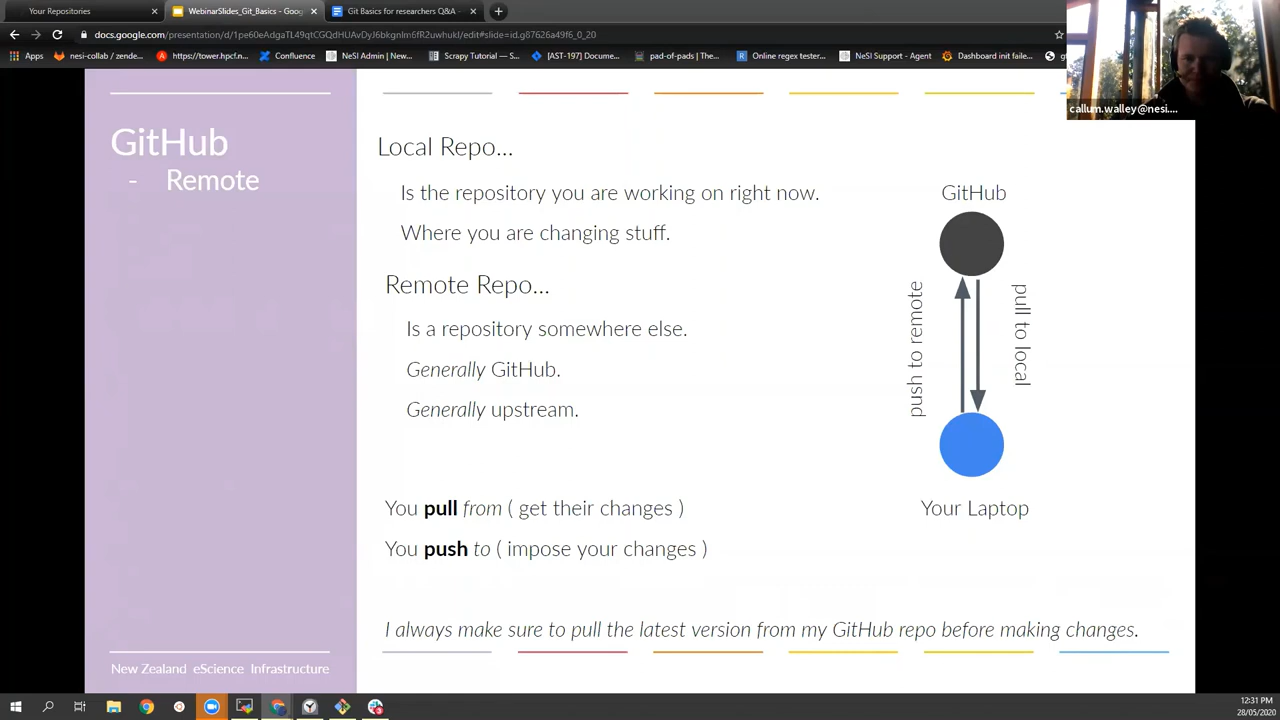 Your Repositories
WebinarSlides_Git_Basics - Goog
Git Basics for researchers Q&A -
docs.google.com/presentation/d/1pe60eAdgaTL49qtCGQdHUAvDyJ6bkgnlm6fR2uwhukI/edit#slide=id.g87626a49f6_0_20
Apps
nesi-collab / zende...
https://tower.hpcf.n...
Confluence
NeSI Admin | New...
Scrapy Tutorial — S...
[AST-197] Docume...
pad-of-pads | The...
Online regex tester...
NeSI Support - Agent
Dashboard init faile...
callum.walley@nesi....
GitHub
- Remote
Local Repo...
Is the repository you are working on right now.
Where you are changing stuff.
Remote Repo...
Is a repository somewhere else.
Generally GitHub.
Generally upstream.
You pull from ( get their changes )
You push to ( impose your changes )
GitHub
push to remote
pull to local
Your Laptop
I always make sure to pull the latest version from my GitHub repo before making changes.
New Zealand eScience Infrastructure
12:31 PM
28/05/2020